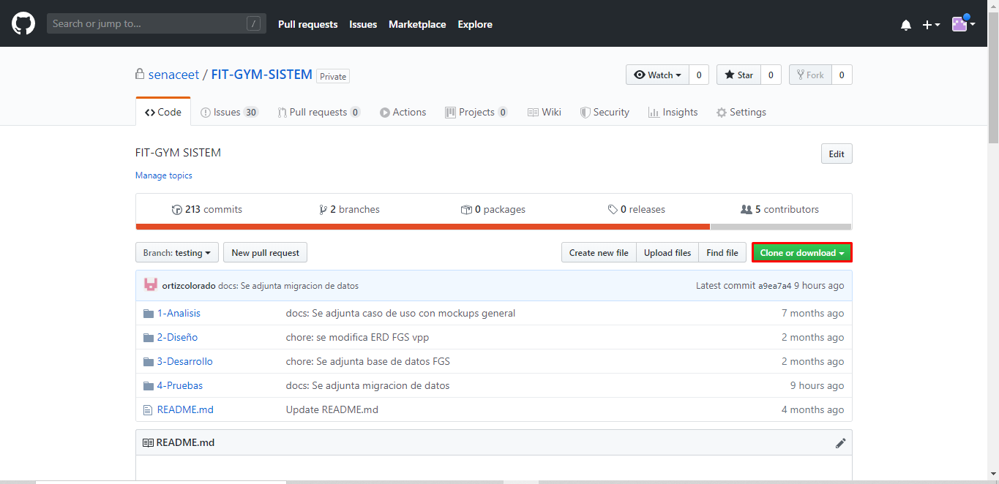 Search or jump to... /
Pull requests Issues Marketplace Explore
senaceet / FIT-GYM-SISTEM Private
Watch 0 Star 0 Fork 0
Code Issues 30 Pull requests 0 Actions Projects 0 Wiki Security Insights Settings
FIT-GYM SISTEM Edit
Manage topics
213 commits 2 branches 0 packages 0 releases 5 contributors
Branch: testing New pull request Create new file Upload files Find file Clone or download
ortizcolorado docs: Se adjunta migracion de datos Latest commit a9ea7a4 9 hours ago
1-Analisis docs: Se adjunta caso de uso con mockups general 7 months ago
2-Diseño chore: se modifica ERD FGS vpp 2 months ago
3-Desarrollo chore: Se adjunta base de datos FGS 2 months ago
4-Pruebas docs: Se adjunta migracion de datos 9 hours ago
README.md Update README.md 4 months ago
README.md